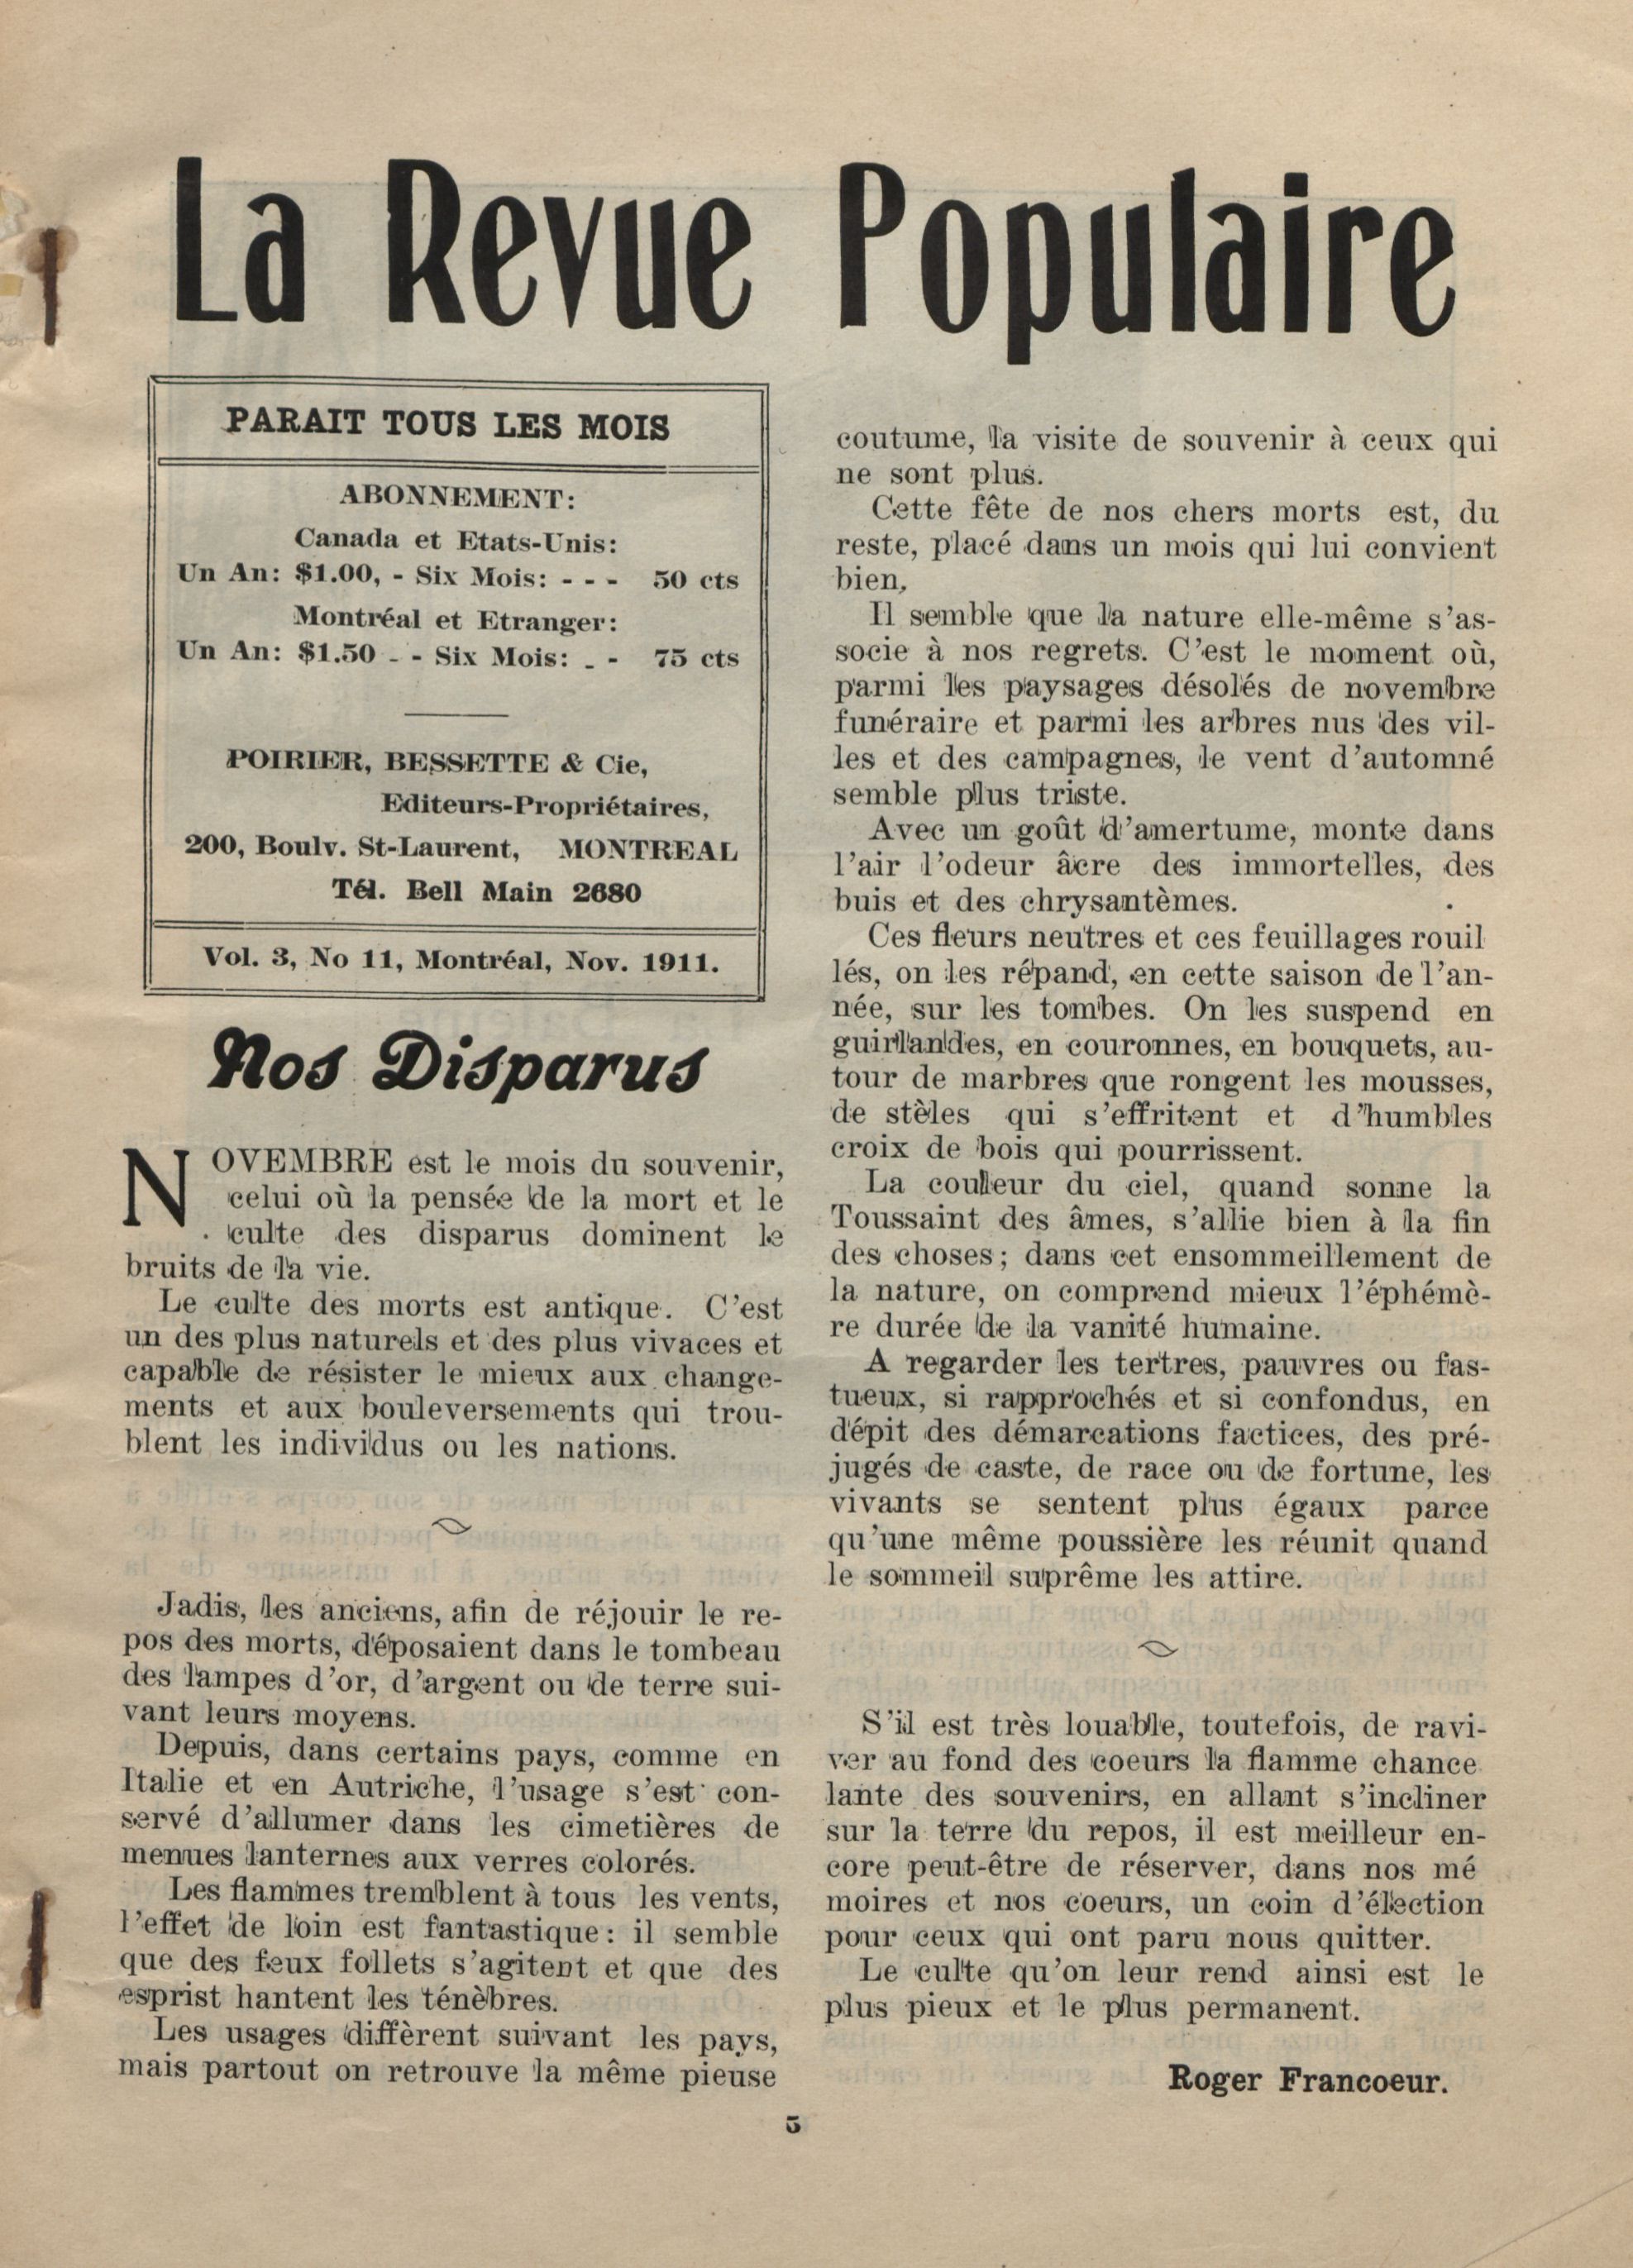 La Revue Populaire
PARAIT TOUS LES MOIS
ABONNEMENT:
Canada et Etats-Unis:
Un An: $1.00, - Six Mois: - - - 50 cts
Montréal et Etranger:
Un An: $1.50 - - Six Mois: - - 75 cts
POIRIER, BESSETTE & Cie,
Editeurs-Propriétaires,
200, Boulv. St-Laurent, MONTREAL
Tél. Bell Main 2680
Vol. 3, No 11, Montréal, Nov. 1911.
Nos Disparus
NOVEMBRE est le mois du souvenir,
celui où la pensée de la mort et le
culte des disparus dominent le
bruits de la vie.
Le culte des morts est antique. C'est
un des plus naturels et des plus vivaces et
capable de résister le mieux aux change-
ments et aux bouleversements qui trou-
blent les individus ou les nations.
Jadis, les anciens, afin de réjouir le re-
pos des morts, déposaient dans le tombeau
des lampes d'or, d'argent ou de terre sui-
vant leurs moyens.
Depuis, dans certains pays, comme en
Italie et en Autriche, l'usage s'est con-
servé d'allumer dans les cimetières de
menues lanternes aux verres colorés.
Les flammes tremblent à tous les vents,
l'effet de loin est fantastique: il semble
que des feux follets s'agitent et que des
esprist hantent les ténèbres.
Les usages diffèrent suivant les pays,
mais partout on retrouve la même pieuse
coutume, la visite de souvenir à ceux qui
ne sont plus.
Cette fête de nos chers morts est, du
reste, placé dans un mois qui lui convient
bien,
Il semble que la nature elle-même s'as-
socie à nos regrets. C'est le moment où,
parmi les paysages désolés de novembre
funéraire et parmi les arbres nus des vil-
les et des campagnes, le vent d'automné
semble plus triste.
Avec un goût d'amertume, monte dans
l'air l'odeur âcre des immortelles, des
buis et des chrysantèmes.
Ces fleurs neutres et ces feuillages rouil
lés, on les répand, en cette saison de l'an-
née, sur les tombes. On les suspend en
guirlandes, en couronnes, en bouquets, au-
tour de marbres que rongent les mousses,
de stèles qui s'effritent et d'humbles
croix de bois qui pourrissent.
La couleur du ciel, quand sonne la
Toussaint des âmes, s'allie bien à la fin
des choses; dans cet ensommeillement de
la nature, on comprend mieux l'éphémè-
re durée de la vanité humaine.
A regarder les tertres, pauvres ou fas-
tueux, si rapprochés et si confondus, en
dépit des démarcations factices, des pré-
jugés de caste, de race ou de fortune, les
vivants se sentent plus égaux parce
qu'une même poussière les réunit quand
le sommeil suprême les attire.
S'il est très louable, toutefois, de ravi-
ver au fond des coeurs la flamme chance
lante des souvenirs, en allant s'incliner
sur la terre du repos, il est meilleur en-
core peut-être de réserver, dans nos mé
moires et nos coeurs, un coin d'élection
pour ceux qui ont paru nous quitter.
Le culte qu'on leur rend ainsi est le
plus pieux et le plus permanent.
Roger Francoeur.
5